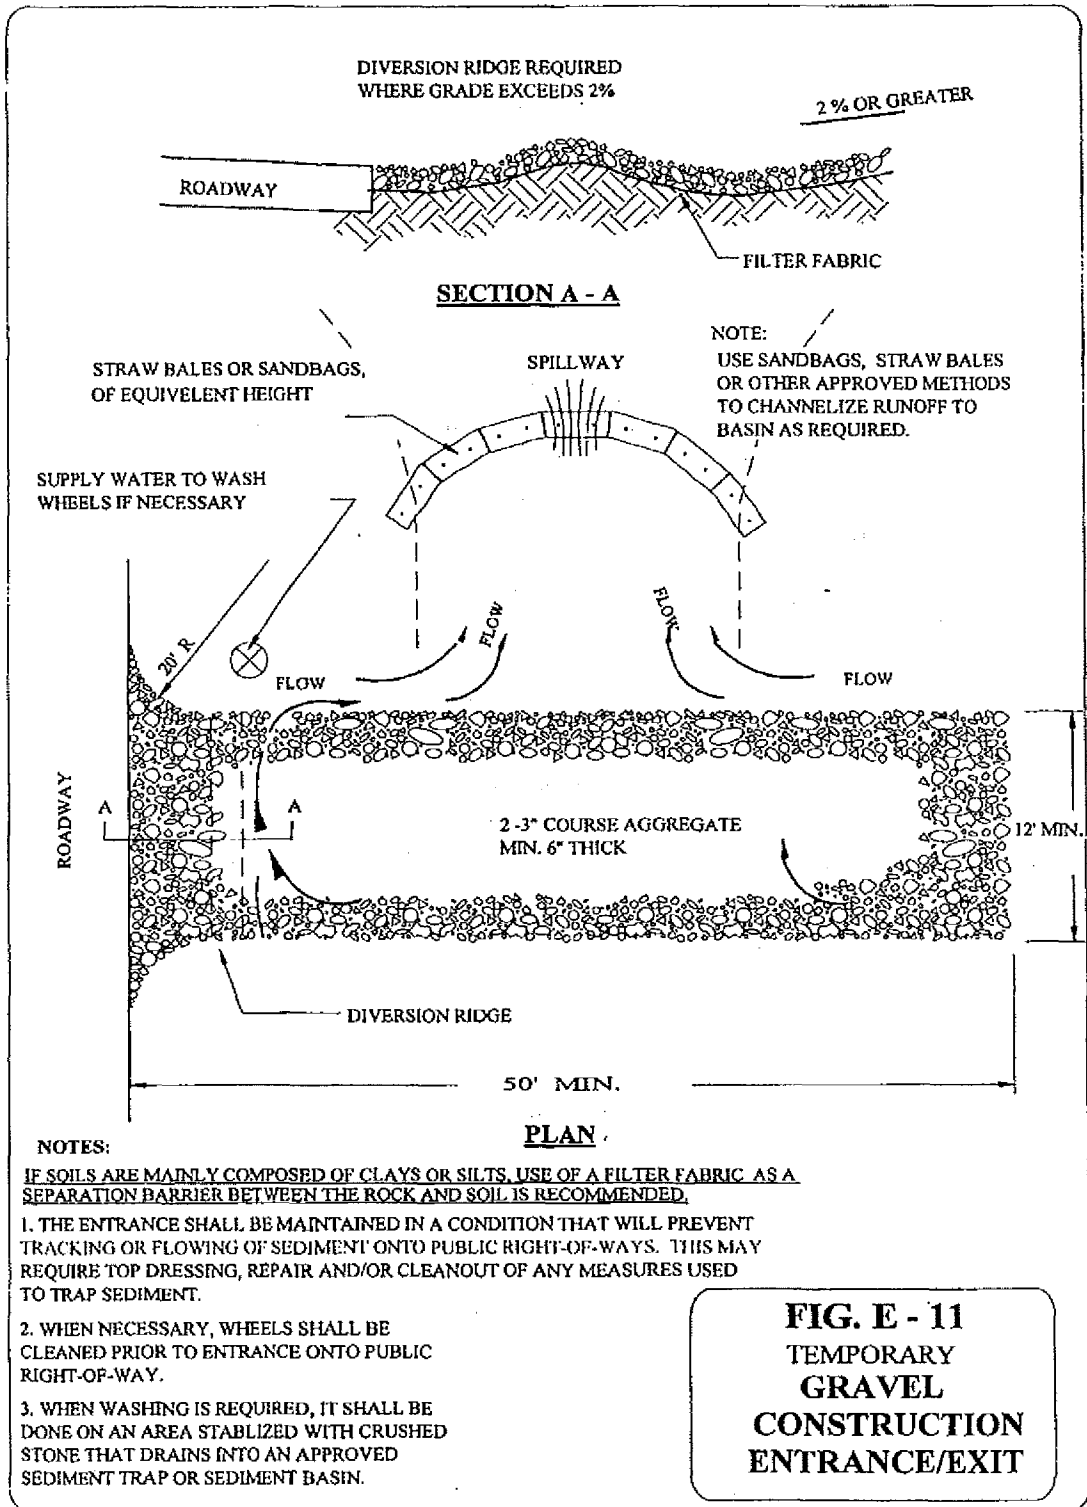 DIVERSION RIDGE REQUIRED
WHERE GRADE EXCEEDS 2%
2 % OR GREATER
ROADWAY
FILTER FABRIC
SECTION A - A
STRAW BALES OR SANDBAGS,
OF EQUIVELENT HEIGHT
SPILLWAY
NOTE:
USE SANDBAGS, STRAW BALES
OR OTHER APPROVED METHODS
TO CHANNELIZE RUNOFF TO
BASIN AS REQUIRED.
SUPPLY WATER TO WASH
WHEELS IF NECESSARY
20' R
FLOW
FLOW
FLOW
FLOW
ROADWAY
A
A
2 -3" COURSE AGGREGATE
MIN. 6" THICK
12' MIN.
DIVERSION RIDGE
50' MIN.
PLAN
NOTES:
IF SOILS ARE MAINLY COMPOSED OF CLAYS OR SILTS, USE OF A FILTER FABRIC AS A
SEPARATION BARRIER BETWEEN THE ROCK AND SOIL IS RECOMMENDED.
1. THE ENTRANCE SHALL BE MAINTAINED IN A CONDITION THAT WILL PREVENT
TRACKING OR FLOWING OF SEDIMENT ONTO PUBLIC RIGHT-OF-WAYS. THIS MAY
REQUIRE TOP DRESSING, REPAIR AND/OR CLEANOUT OF ANY MEASURES USED
TO TRAP SEDIMENT.
2. WHEN NECESSARY, WHEELS SHALL BE
CLEANED PRIOR TO ENTRANCE ONTO PUBLIC
RIGHT-OF-WAY.
3. WHEN WASHING IS REQUIRED, IT SHALL BE
DONE ON AN AREA STABLIZED WITH CRUSHED
STONE THAT DRAINS INTO AN APPROVED
SEDIMENT TRAP OR SEDIMENT BASIN.
FIG. E - 11
TEMPORARY
GRAVEL
CONSTRUCTION
ENTRANCE/EXIT